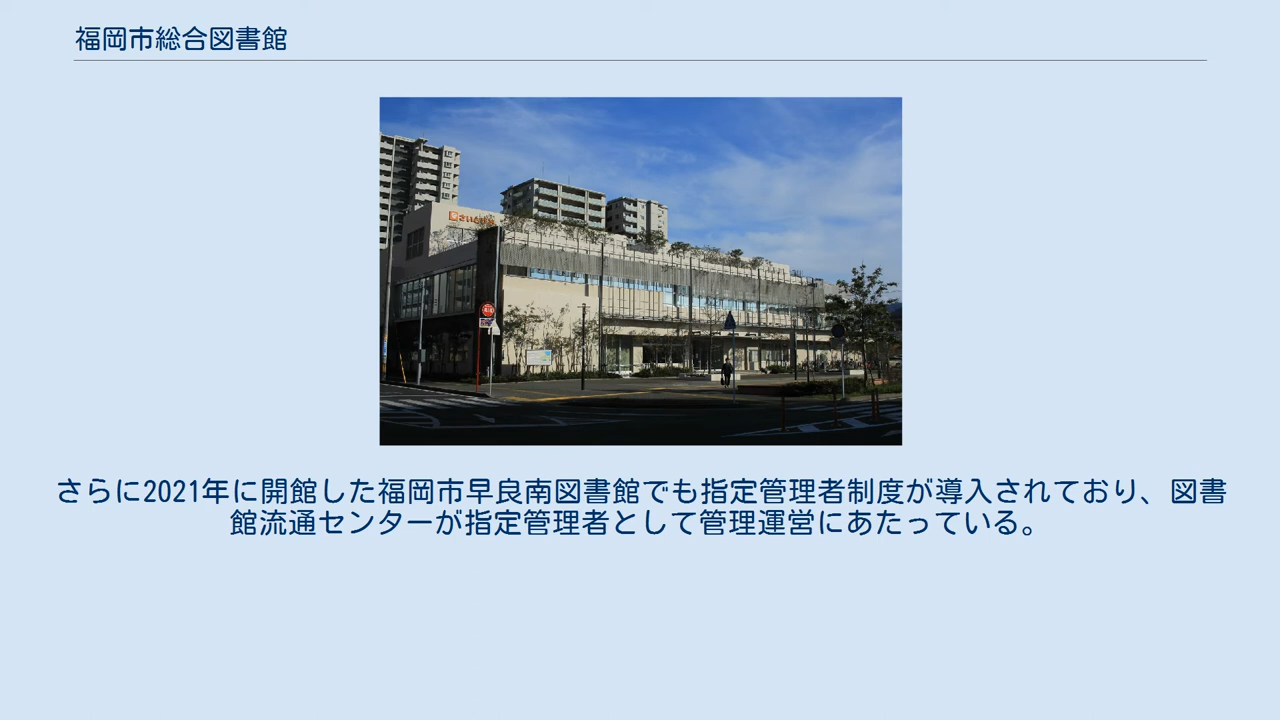 福岡市総合図書館
さらに2021年に開館した福岡市早良南図書館でも指定管理者制度が導入されており、図書
館流通センターが指定管理者として管理運営にあたっている。